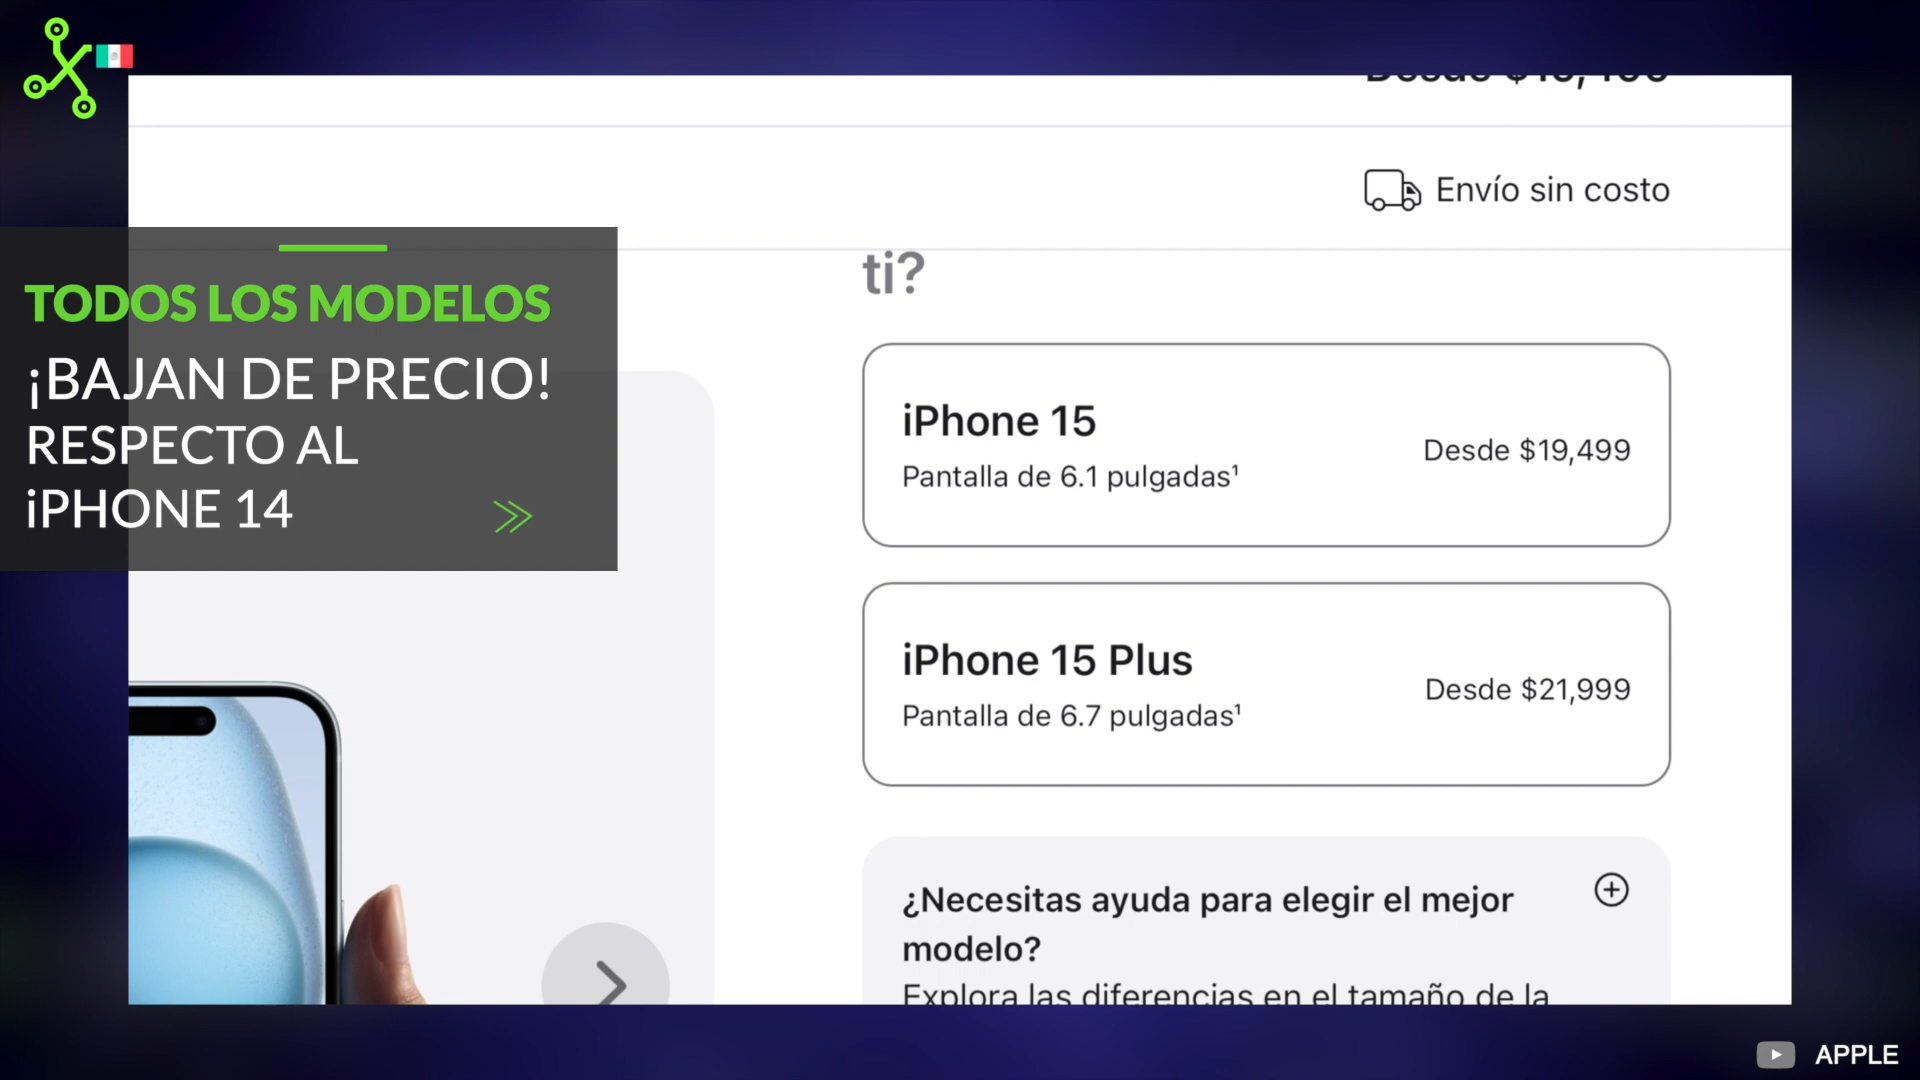 Envío sin costo
TODOS LOS MODELOS
¡BAJAN DE PRECIO!
RESPECTO AL
iPHONE 14
ti?
iPhone 15
Pantalla de 6.1 pulgadas¹
Desde $19,499
iPhone 15 Plus
Pantalla de 6.7 pulgadas¹
Desde $21,999
¿Necesitas ayuda para elegir el mejor
modelo?
Explora las diferencias en el tamaño de la
APPLE